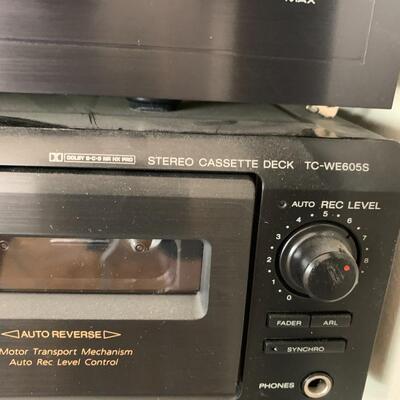 MAX
DOLBY B-C-S NR HX PRO STEREO CASSETTE DECK TC-WE605S
AUTO REC LEVEL
0 1 2 3 4 5 6 7 8
AUTO REVERSE
FADER ARL
Motor Transport Mechanism
SYNCHRO
Auto Rec Level Control
PHONES